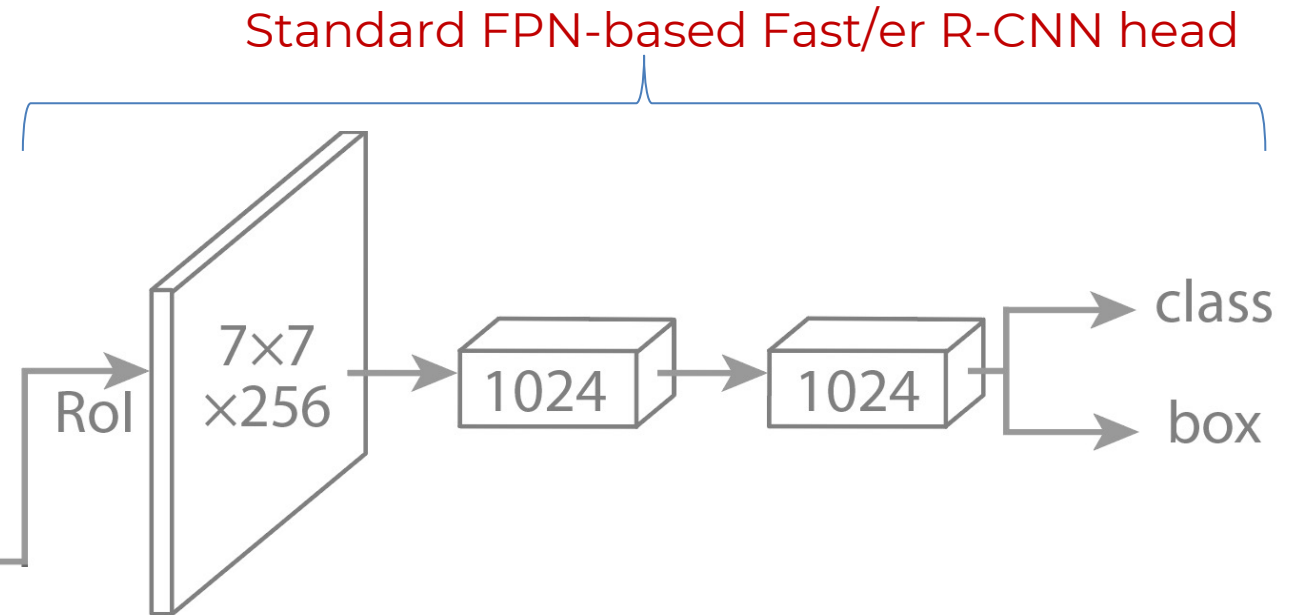 Standard FPN-based Fast/er R-CNN head
RoI
7×7
×256
1024
1024
class
box